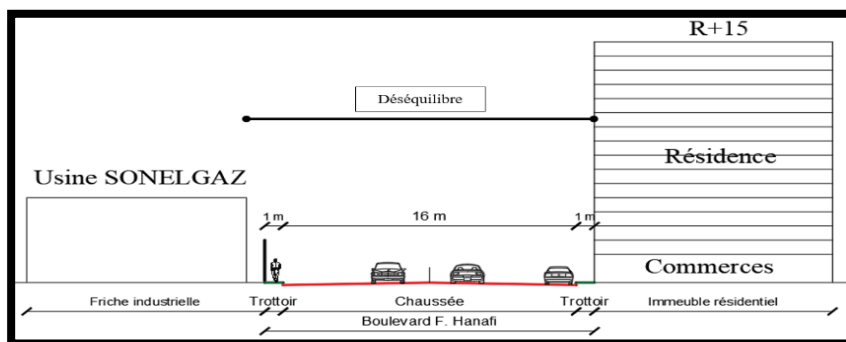 R+15
Déséquilibre
Résidence
Usine SONELGAZ
1 m 16 m 1 m
Commerces
Friche industrielle Trottoir Chaussée Trottoir Immeuble résidentiel
Boulevard F. Hanafi